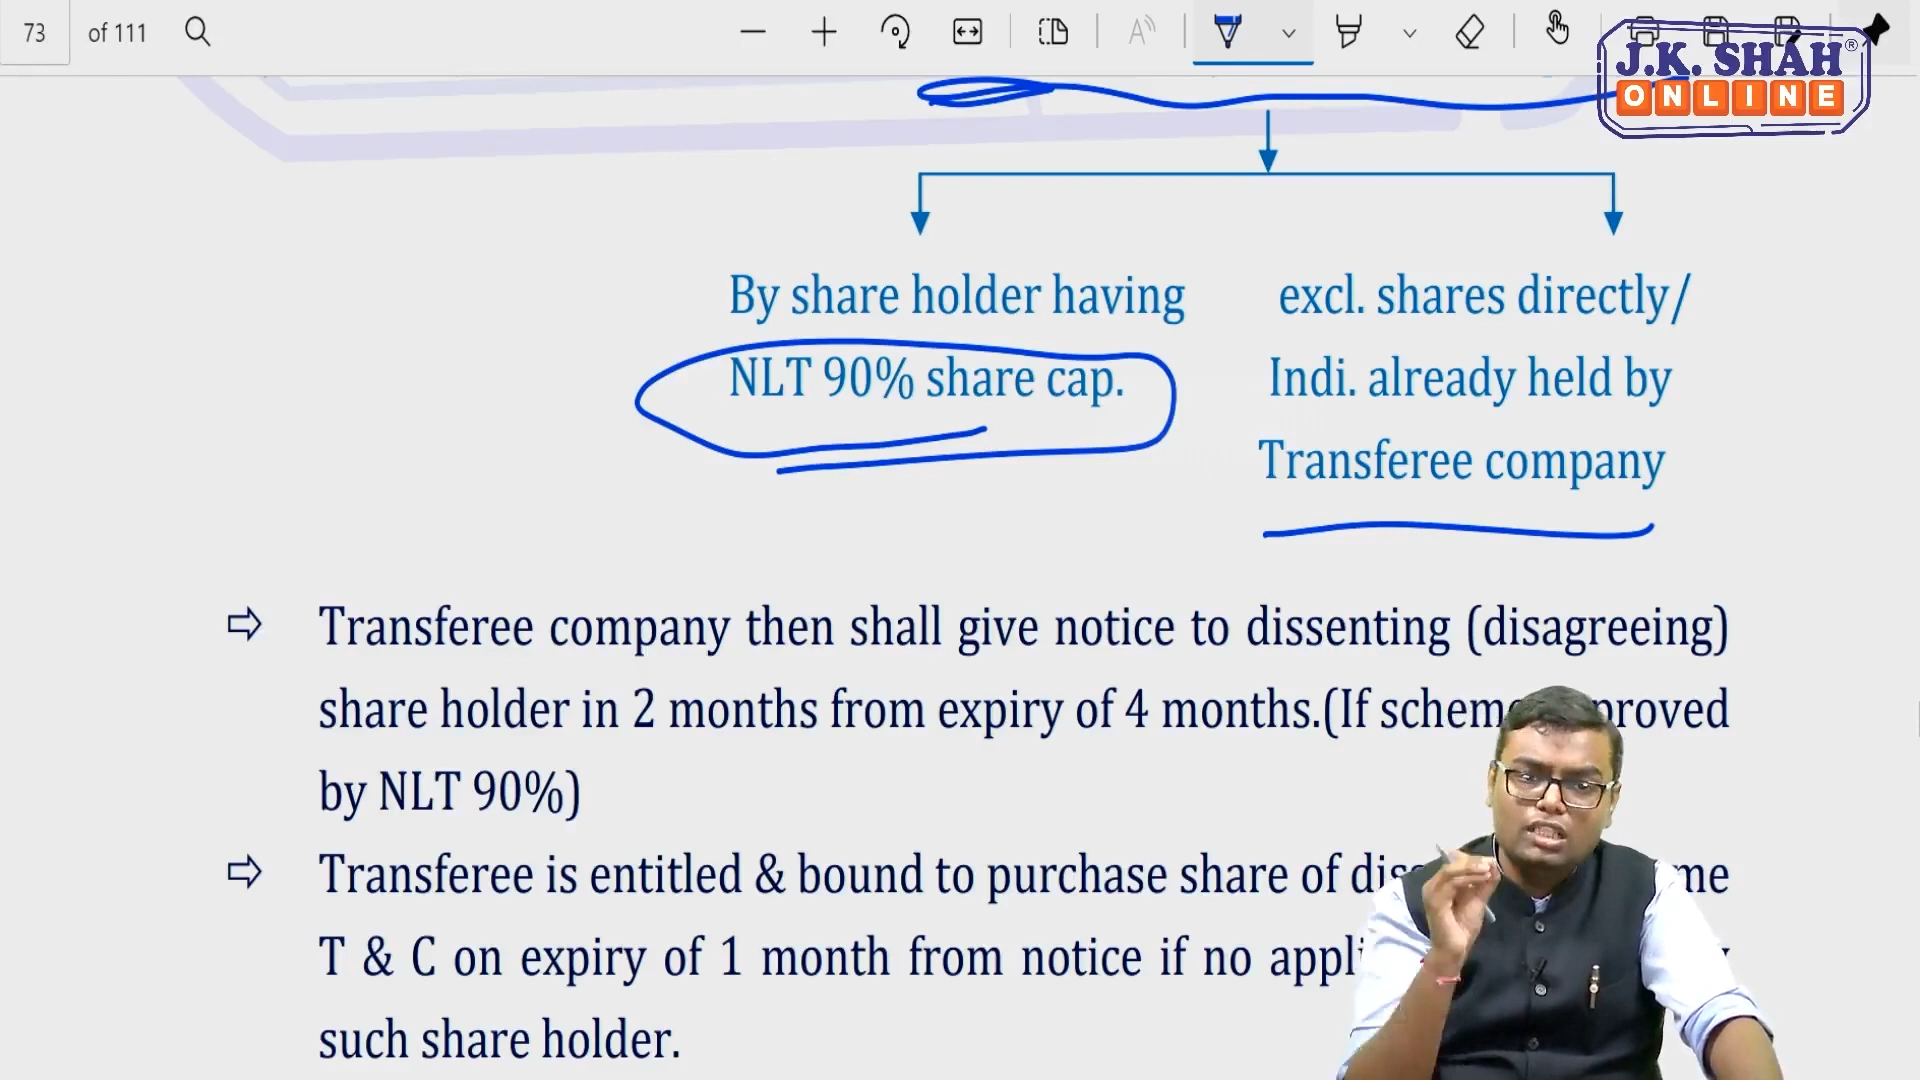 73 of 111
J.K. SHAH®
ONLINE
By share holder having
NLT 90% share cap.
excl. shares directly/
Indi. already held by
Transferee company
Transferee company then shall give notice to dissenting (disagreeing)
share holder in 2 months from expiry of 4 months.(If proved
by NLT 90%)
Transferee is entitled & bound to purchase share of me
T & C on expiry of 1 month from notice if no
such share holder.